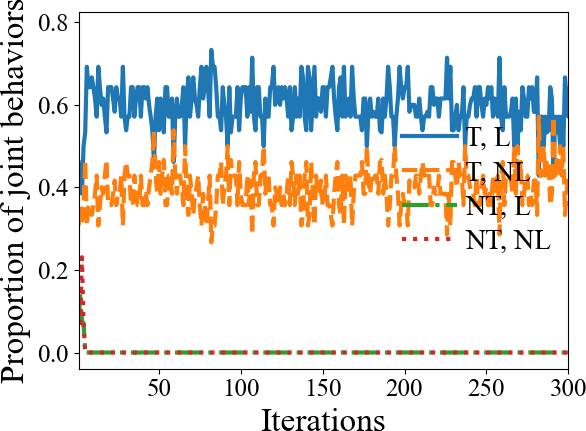 Proportion of joint behaviors
0.8
0.6
0.4
0.2
0.0
T, L
T, NL
NT, L
NT, NL
50
100
150
200
250
300
Iterations